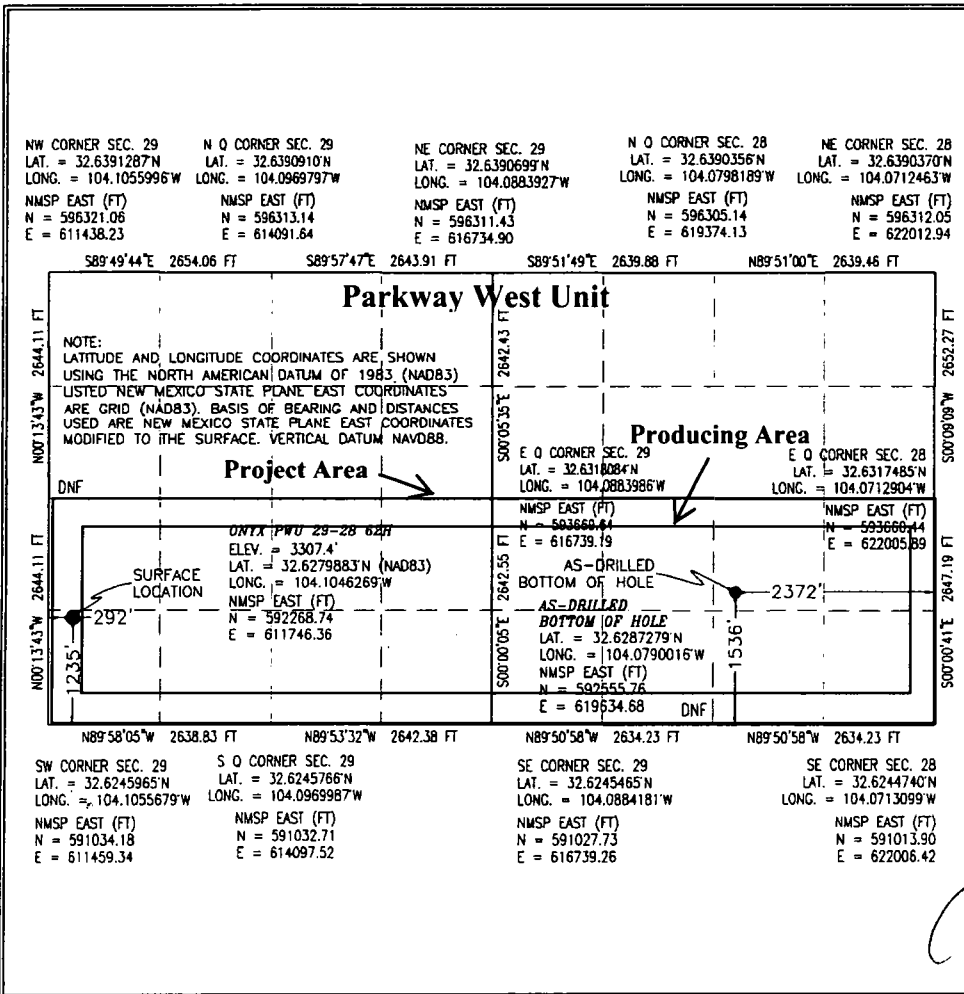 NW CORNER SEC. 29
LAT. = 32.6391287'N
LONG. = 104.1055996'W
NMSP EAST (FT)
N = 596321.06
E = 611438.23
N Q CORNER SEC. 29
LAT. = 32.6390910'N
LONG. = 104.0969797'W
NMSP EAST (FT)
N = 596313.14
E = 614091.64
NE CORNER SEC. 29
LAT. = 32.6390699'N
LONG. = 104.0883927'W
NMSP EAST (FT)
N = 596311.43
E = 616734.90
N Q CORNER SEC. 28
LAT. = 32.6390356'N
LONG. = 104.0798189'W
NMSP EAST (FT)
N = 596305.14
E = 619374.13
NE CORNER SEC. 28
LAT. = 32.6390370'N
LONG. = 104.0712463'W
NMSP EAST (FT)
N = 596312.05
E = 622012.94
S89'49'44"E 2654.06 FT
S89'57'47"E 2643.91 FT
S89'51'49"E 2639.88 FT
N89'51'00"E 2639.46 FT
Parkway West Unit
N00'13'43"W 2644.11 FT
S00'05'35"E 2642.43 FT
S00'09'09"W 2652.27 FT
NOTE:
LATITUDE AND LONGITUDE COORDINATES ARE SHOWN
USING THE NORTH AMERICAN DATUM OF 1983 (NAD83)
LISTED NEW MEXICO STATE PLANE EAST COORDINATES
ARE GRID (NAD83). BASIS OF BEARING AND DISTANCES
USED ARE NEW MEXICO STATE PLANE EAST COORDINATES
MODIFIED TO THE SURFACE. VERTICAL DATUM NAVD88.
Project Area
Producing Area
E Q CORNER SEC. 29
LAT. = 32.6318084'N
LONG. = 104.0883986'W
NMSP EAST (FT)
N = 593669.64
E = 616739.19
E Q CORNER SEC. 28
LAT. = 32.6317485'N
LONG. = 104.0712904'W
NMSP EAST (FT)
N = 593660.44
E = 622005.89
DNF
ONYX PWU 29-28 62H
ELEV. = 3307.4'
LAT. = 32.6279883'N (NAD83)
LONG. = 104.1046269'W
NMSP EAST (FT)
N = 592268.74
E = 611746.36
SURFACE
LOCATION
292'
1235'
N00'13'43"W 2644.11 FT
S00'00'05"E 2642.55 FT
S00'00'41"E 2647.19 FT
AS-DRILLED
BOTTOM OF HOLE
2372'
1536'
AS-DRILLED
BOTTOM OF HOLE
LAT. = 32.6287279'N
LONG. = 104.0790016'W
NMSP EAST (FT)
N = 592555.76
E = 619634.68
DNF
N89'58'05"W 2638.83 FT
N89'53'32"W 2642.38 FT
N89'50'58"W 2634.23 FT
N89'50'58"W 2634.23 FT
SW CORNER SEC. 29
LAT. = 32.6245965'N
LONG. = 104.1055679'W
NMSP EAST (FT)
N = 591034.18
E = 611459.34
S Q CORNER SEC. 29
LAT. = 32.6245766'N
LONG. = 104.0969987'W
NMSP EAST (FT)
N = 591032.71
E = 614097.52
SE CORNER SEC. 29
LAT. = 32.6245465'N
LONG. = 104.0884181'W
NMSP EAST (FT)
N = 591027.73
E = 616739.26
SE CORNER SEC. 28
LAT. = 32.6244740'N
LONG. = 104.0713099'W
NMSP EAST (FT)
N = 591013.90
E = 622006.42